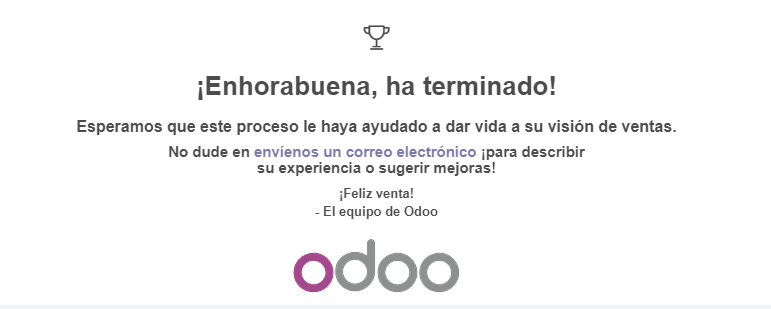 ¡Enhorabuena, ha terminado!
Esperamos que este proceso le haya ayudado a dar vida a su visión de ventas.
No dude en envíenos un correo electrónico ¡para describir
su experiencia o sugerir mejoras!
¡Feliz venta!
- El equipo de Odoo
odoo